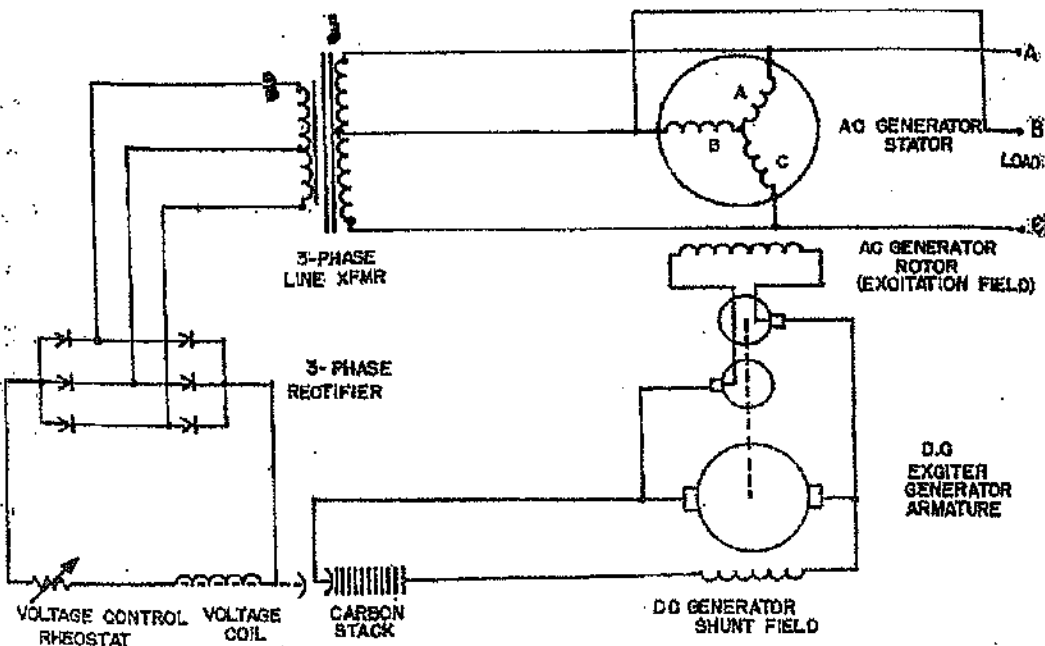 A
A
B
C
AC GENERATOR
STATOR
B
LOAD
C
3-PHASE
LINE XFMR
AC GENERATOR
ROTOR
(EXCITATION FIELD)
3-PHASE
RECTIFIER
D.C
EXCITER
GENERATOR
ARMATURE
VOLTAGE CONTROL
RHEOSTAT
VOLTAGE
COIL
CARBON
STACK
DC GENERATOR
SHUNT FIELD